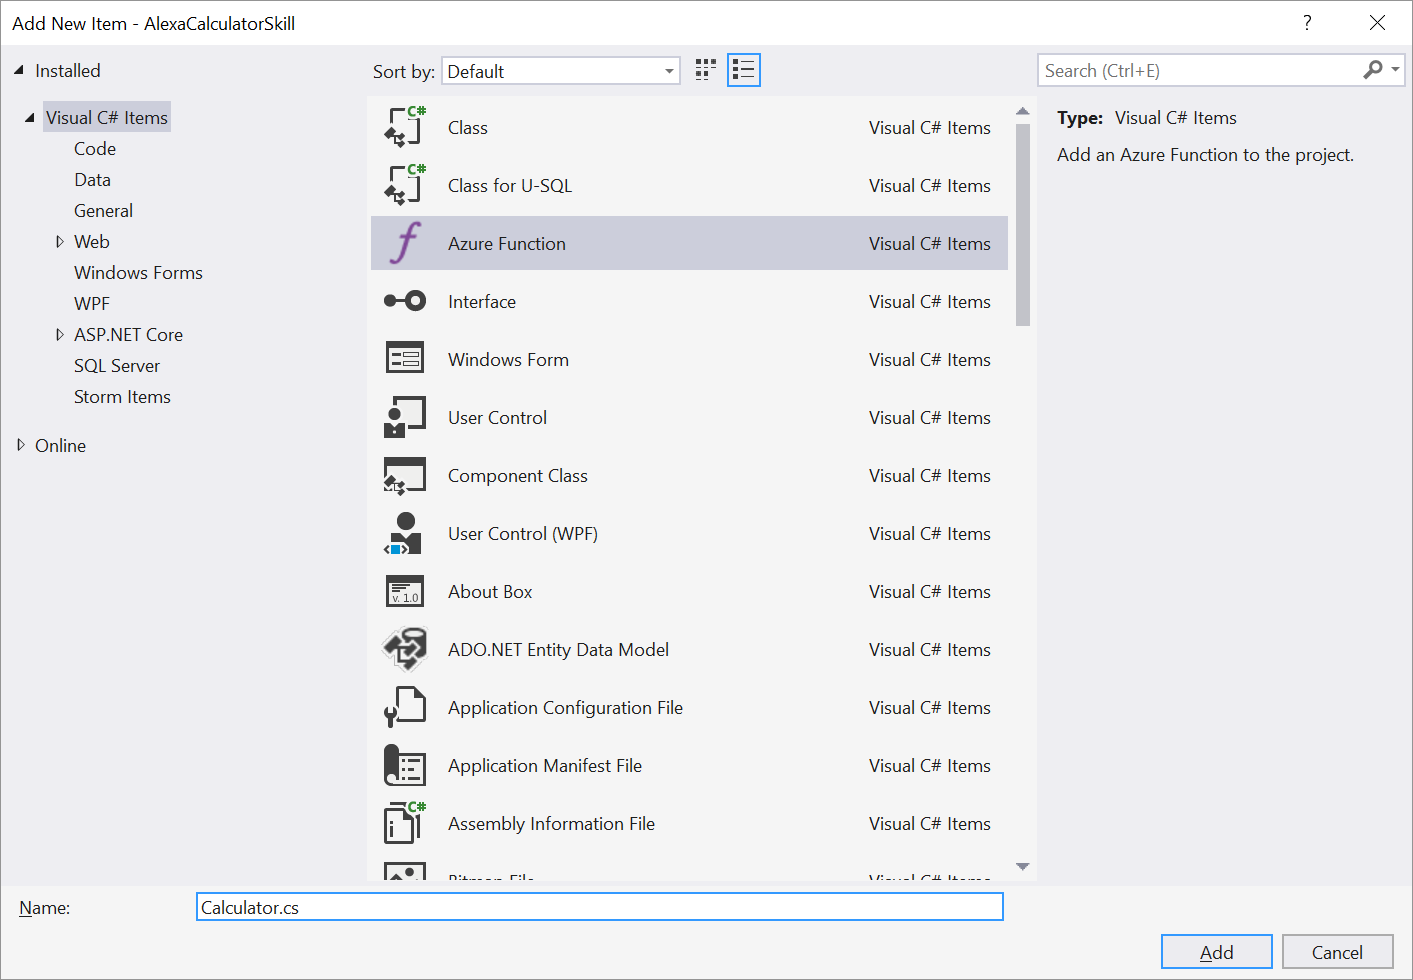 Add New Item - AlexaCalculatorSkill ?
Installed
Visual C# Items
Code
Data
General
Web
Windows Forms
WPF
ASP.NET Core
SQL Server
Storm Items
Online
Sort by: Default
C# Class Visual C# Items
C# Class for U-SQL Visual C# Items
Azure Function Visual C# Items
Interface Visual C# Items
Windows Form Visual C# Items
User Control Visual C# Items
Component Class Visual C# Items
User Control (WPF) Visual C# Items
v. 1.0 About Box Visual C# Items
ADO.NET Entity Data Model Visual C# Items
Application Configuration File Visual C# Items
Application Manifest File Visual C# Items
C# Assembly Information File Visual C# Items
Bitmap File Visual C# Items
Search (Ctrl+E)
Type: Visual C# Items
Add an Azure Function to the project.
Name: Calculator.cs
Add Cancel